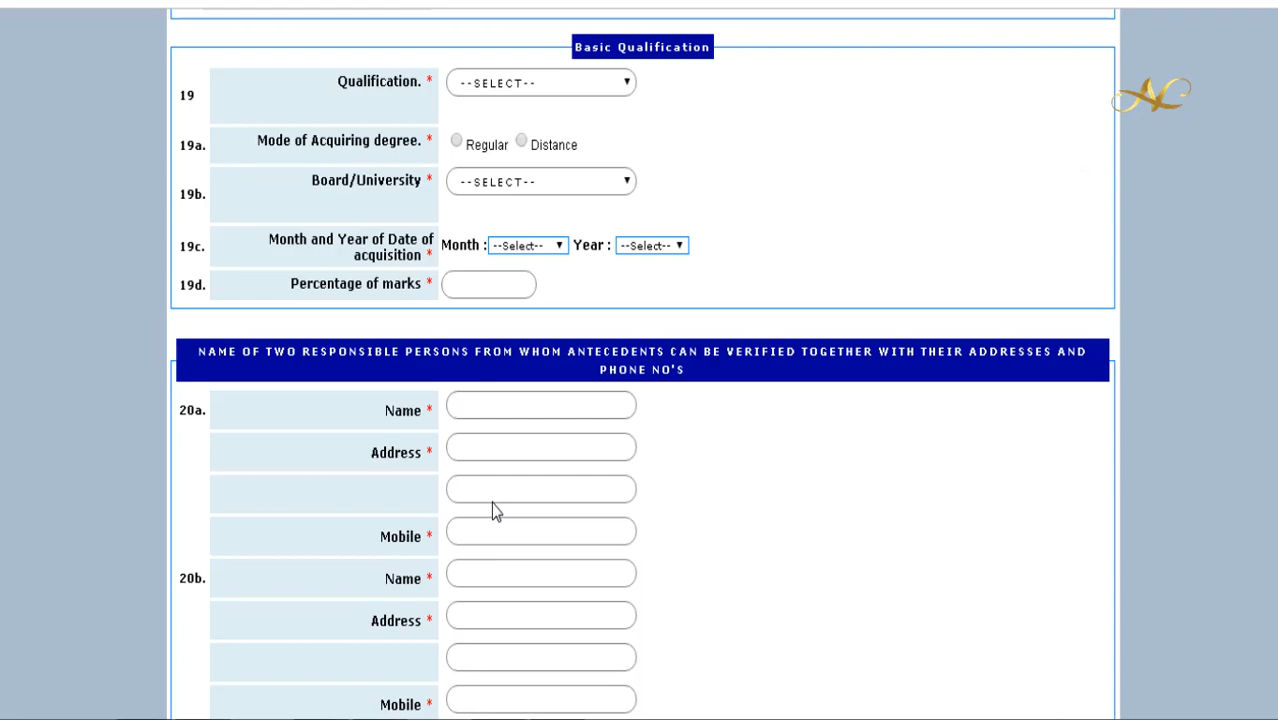 Basic Qualification
19 Qualification. * --SELECT--
19a. Mode of Acquiring degree. * Regular Distance
19b. Board/University * --SELECT--
19c. Month and Year of Date of acquisition * Month : --Select-- Year : --Select--
19d. Percentage of marks *
NAME OF TWO RESPONSIBLE PERSONS FROM WHOM ANTECEDENTS CAN BE VERIFIED TOGETHER WITH THEIR ADDRESSES AND
PHONE NO'S
20a. Name *
Address *
Mobile *
20b. Name *
Address *
Mobile *